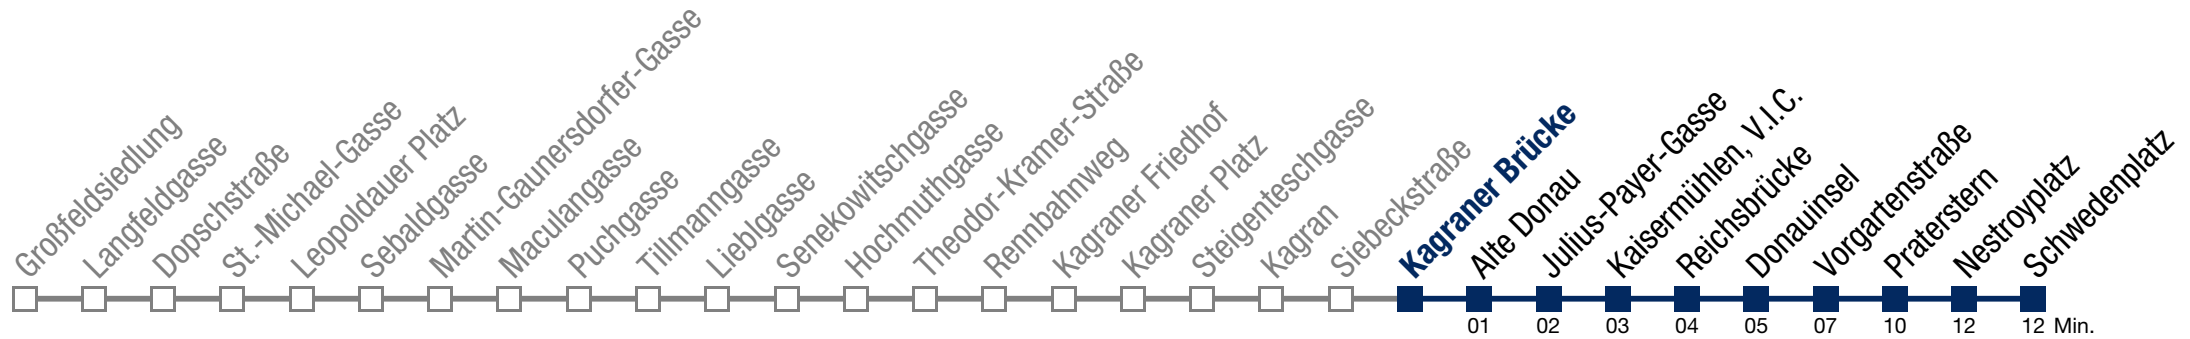 Großfeldsiedlung
Langfeldgasse
Dopschstraße
St.-Michael-Gasse
Leopoldauer Platz
Sebaldgasse
Martin-Gaunersdorfer-Gasse
Maculangasse
Puchgasse
Tillmanngasse
Lieblgasse
Senekowitschgasse
Hochmuthgasse
Theodor-Kramer-Straße
Rennbahnweg
Kagraner Friedhof
Kagraner Platz
Steigenteschgasse
Kagran
Siebeckstraße
Kagraner Brücke
Alte Donau
Julius-Payer-Gasse
Kaisermühlen, V.I.C.
Reichsbrücke
Donauinsel
Vorgartenstraße
Praterstern
Nestroyplatz
Schwedenplatz
01 02 03 04 05 07 10 12 12 Min.